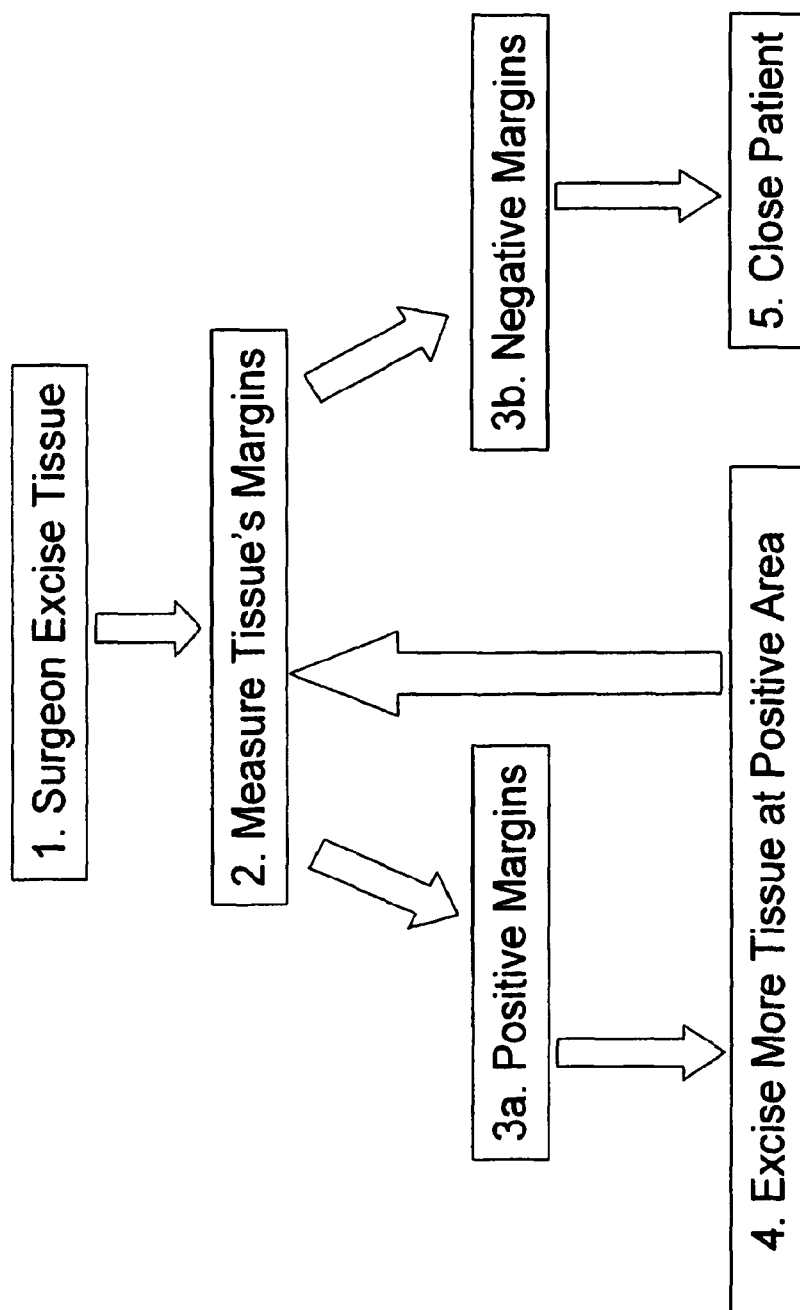 1. Surgeon Excise Tissue
2. Measure Tissue's Margins
3a. Positive Margins
3b. Negative Margins
4. Excise More Tissue at Positive Area
5. Close Patient